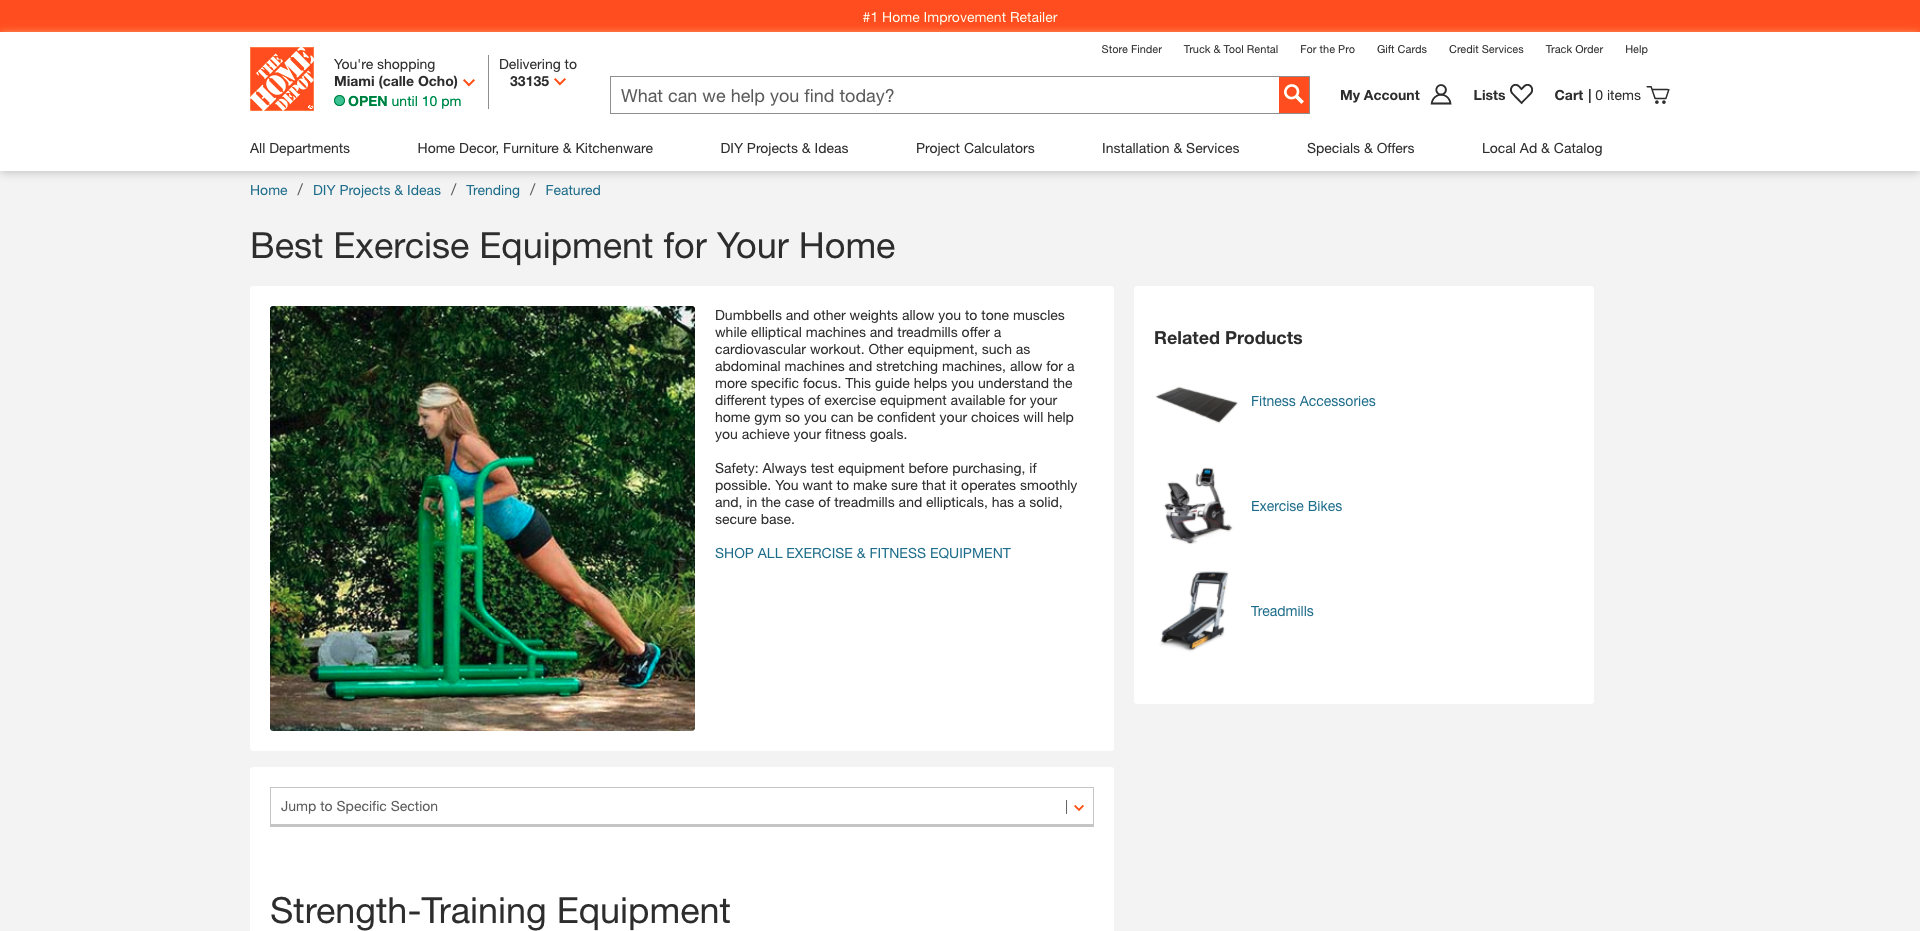 #1 Home Improvement Retailer
Store Finder
Truck & Tool Rental
For the Pro
Gift Cards
Credit Services
Track Order
Help
THE
HOME
DEPOT
You're shopping
Miami (calle Ocho)
OPEN until 10 pm
Delivering to
33135
What can we help you find today?
My Account
Lists
Cart | 0 items
All Departments
Home Decor, Furniture & Kitchenware
DIY Projects & Ideas
Project Calculators
Installation & Services
Specials & Offers
Local Ad & Catalog
Home / DIY Projects & Ideas / Trending / Featured
Best Exercise Equipment for Your Home
Dumbbells and other weights allow you to tone muscles
while elliptical machines and treadmills offer a
cardiovascular workout. Other equipment, such as
abdominal machines and stretching machines, allow for a
more specific focus. This guide helps you understand the
different types of exercise equipment available for your
home gym so you can be confident your choices will help
you achieve your fitness goals.
Safety: Always test equipment before purchasing, if
possible. You want to make sure that it operates smoothly
and, in the case of treadmills and ellipticals, has a solid,
secure base.
SHOP ALL EXERCISE & FITNESS EQUIPMENT
Related Products
Fitness Accessories
Exercise Bikes
Treadmills
Jump to Specific Section
Strength-Training Equipment